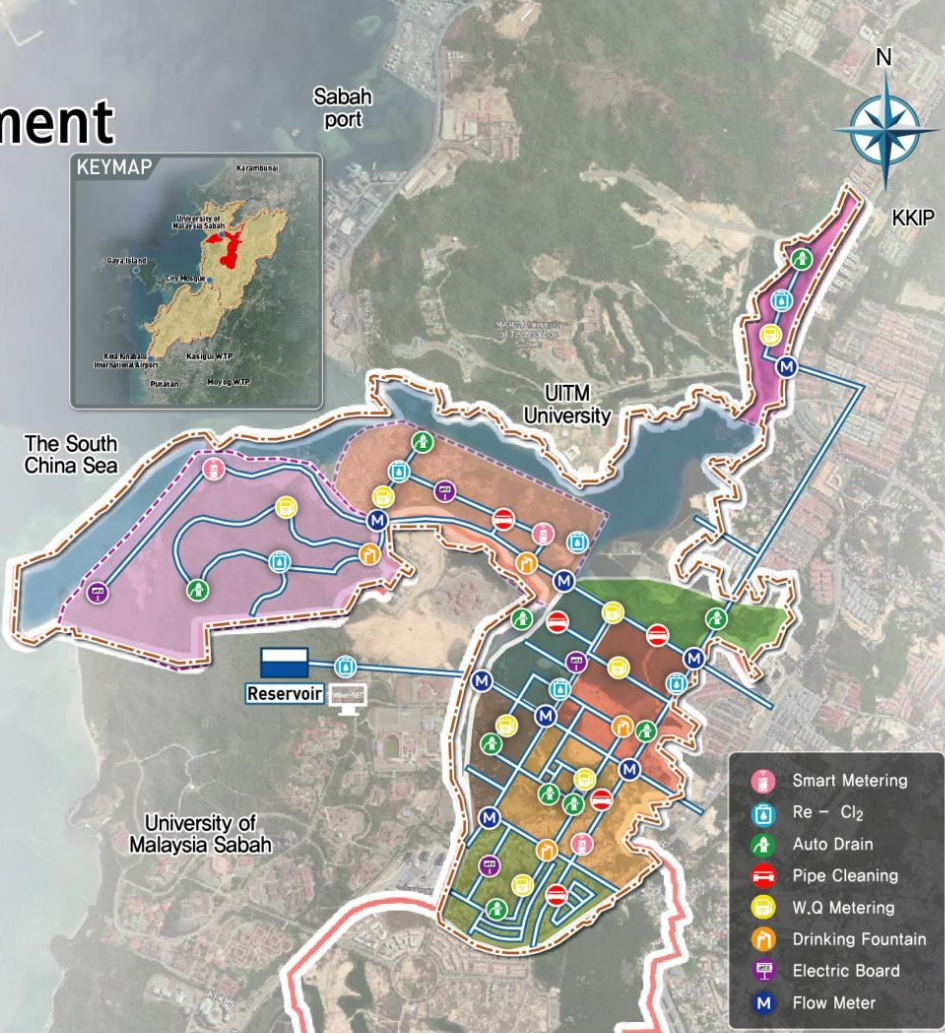 ment
N
Sabah
port
KEYMAP
Karambunai
University of
Malaysia Sabah
Gaya Island
City Mosque
Kota Kinabalu
International Airport
Kasigui WTP
Putatan
Moyog WTP
KKIP
UITM
University
The South
China Sea
M
M
M
M
M
M
M
M
M
Reservoir
University of
Malaysia Sabah
Smart Metering
Re - Cl₂
Auto Drain
Pipe Cleaning
W.Q Metering
Drinking Fountain
Electric Board
M Flow Meter